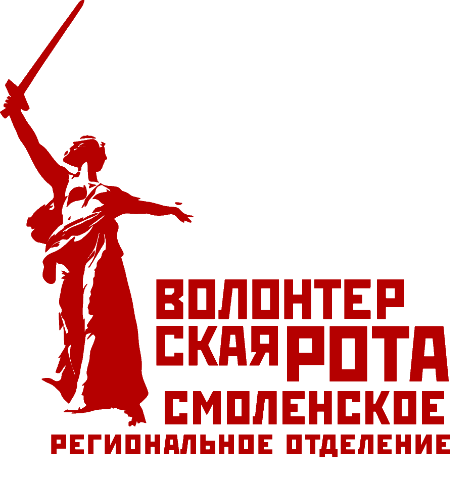 ВОЛОНТЕР
СКАЯ РОТА
СМОЛЕНСКОЕ
РЕГИОНАЛЬНОЕ ОТДЕЛЕНИЕ